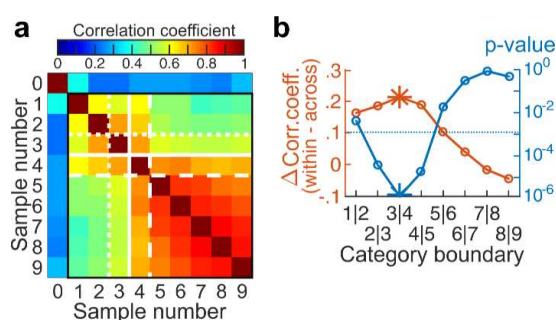 a
Correlation coefficient
0 0.2 0.4 0.6 0.8 1
Sample number
0
1
2
3
4
5
6
7
8
9
0 1 2 3 4 5 6 7 8 9
Sample number
b
p-value
ΔCorr.coeff.
(within - across)
.3
.2
.1
0
-.1
10^0
10^-2
10^-4
10^-6
1|2 3|4 5|6 7|8
2|3 4|5 6|7 8|9
Category boundary